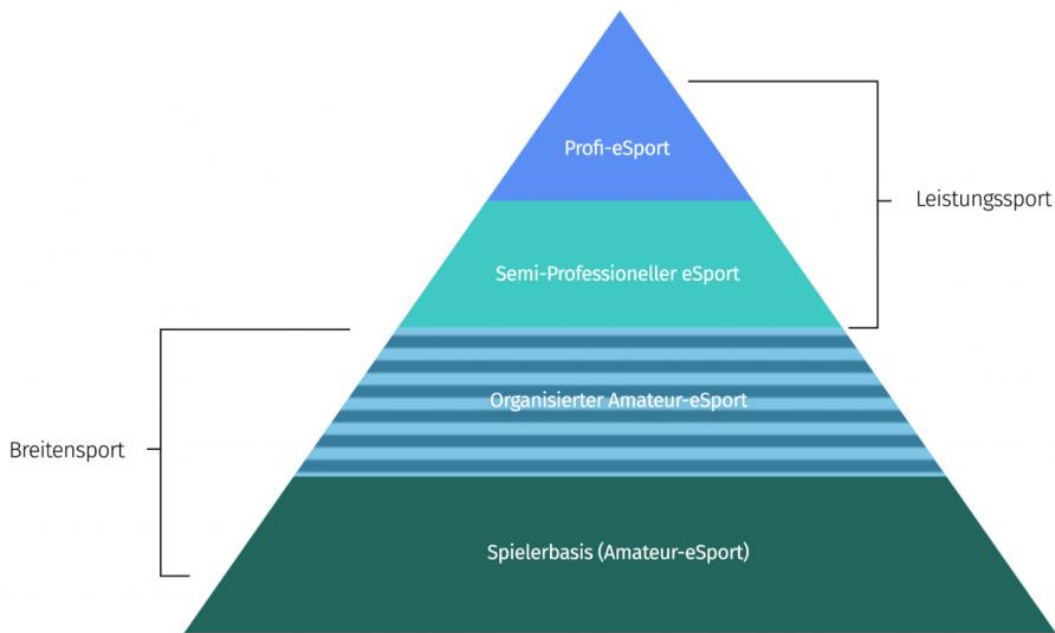 Profi-eSport
Leistungssport
Semi-Professioneller eSport
Organisierter Amateur-eSport
Breitensport
Spielerbasis (Amateur-eSport)